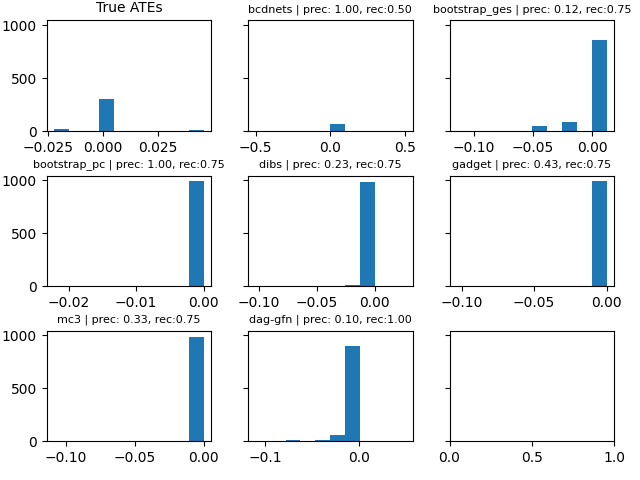 True ATEs
bcdnets | prec: 1.00, rec:0.50
bootstrap_ges | prec: 0.12, rec:0.75
1000
500
0
−0.025 0.000 0.025
−0.5 0.0 0.5
−0.10 −0.05 0.00
bootstrap_pc | prec: 1.00, rec:0.75
dibs | prec: 0.23, rec:0.75
gadget | prec: 0.43, rec:0.75
1000
500
0
−0.02 −0.01 0.00
−0.10 −0.05 0.00
−0.10 −0.05 0.00
mc3 | prec: 0.33, rec:0.75
dag-gfn | prec: 0.10, rec:1.00
1000
500
0
−0.10 −0.05 0.00
−0.1 0.0
0.0 0.5 1.0